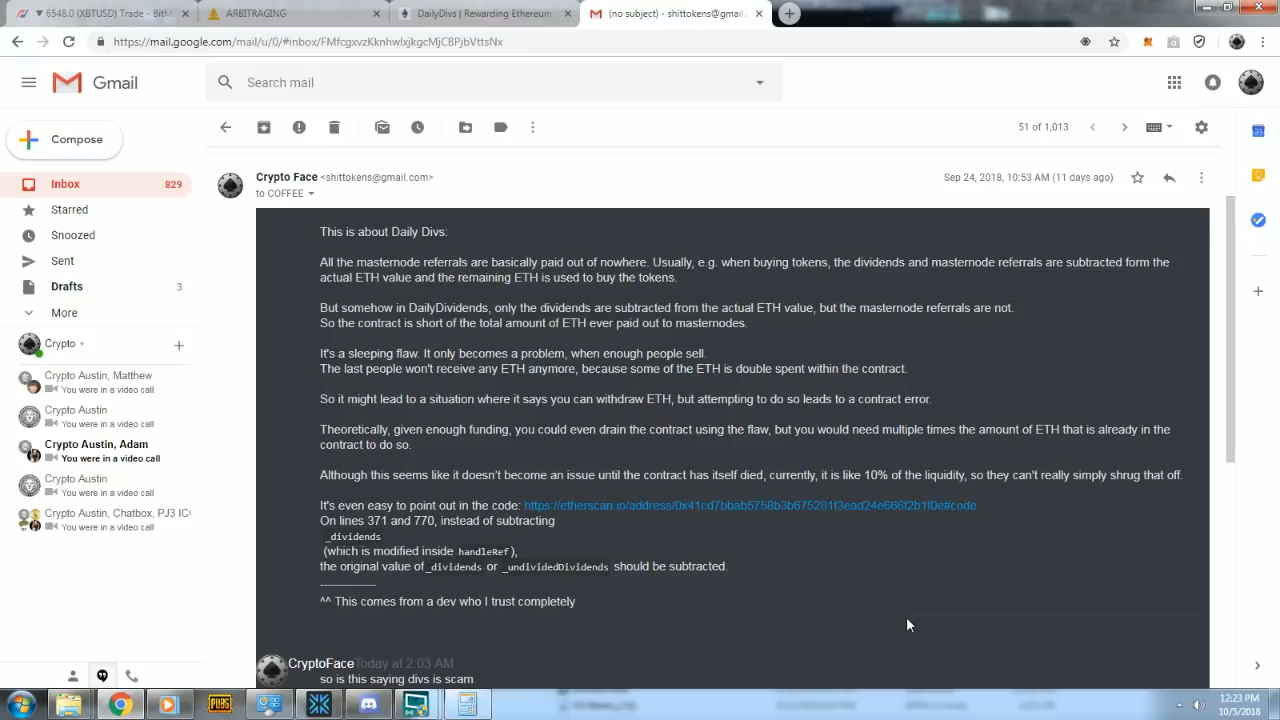 ▼ 6548.0 (XBTUSD) Trade - BitM
ARBITRAGING
DailyDivs | Rewarding Ethereum
(no subject) - shittokens@gmail.
https://mail.google.com/mail/u/0/#inbox/FMfcgxvzKknhwlxjkgcMjCBPjbVttsNx
Gmail
Search mail
Compose
51 of 1,013
Inbox 829
Starred
Snoozed
Sent
Drafts 3
More
Crypto
Crypto Austin, Matthew
You were in a video call
Crypto Austin
You were in a video call
Crypto Austin, Adam
You were in a video call
Crypto Austin
You were in a video call
Crypto Austin, Chatbox, PJ3 IC
You were in a video call
Crypto Face <shittokens@gmail.com>
Sep 24, 2018, 10:53 AM (11 days ago)
to COFFEE
This is about Daily Divs:
All the masternode referrals are basically paid out of nowhere. Usually, e.g. when buying tokens, the dividends and masternode referrals are subtracted form the
actual ETH value and the remaining ETH is used to buy the tokens.
But somehow in DailyDividends, only the dividends are subtracted from the actual ETH value, but the masternode referrals are not.
So the contract is short of the total amount of ETH ever paid out to masternodes.
It's a sleeping flaw. It only becomes a problem, when enough people sell.
The last people won't receive any ETH anymore, because some of the ETH is double spent within the contract.
So it might lead to a situation where it says you can withdraw ETH, but attempting to do so leads to a contract error.
Theoretically, given enough funding, you could even drain the contract using the flaw, but you would need multiple times the amount of ETH that is already in the
contract to do so.
Although this seems like it doesn't become an issue until the contract has itself died, currently, it is like 10% of the liquidity, so they can't really simply shrug that off.
It's even easy to point out in the code: https://etherscan.io/address/0x41cd7bbab5758b3b675281f3ead24e666f2b1f0e#code
On lines 371 and 770, instead of subtracting
_dividends
(which is modified inside handleRef),
the original value of _dividends or _undividedDividends should be subtracted.
--------------
^^ This comes from a dev who I trust completely
CryptoFace Today at 2:03 AM
so is this saying divs is scam
12:23 PM
10/5/2018